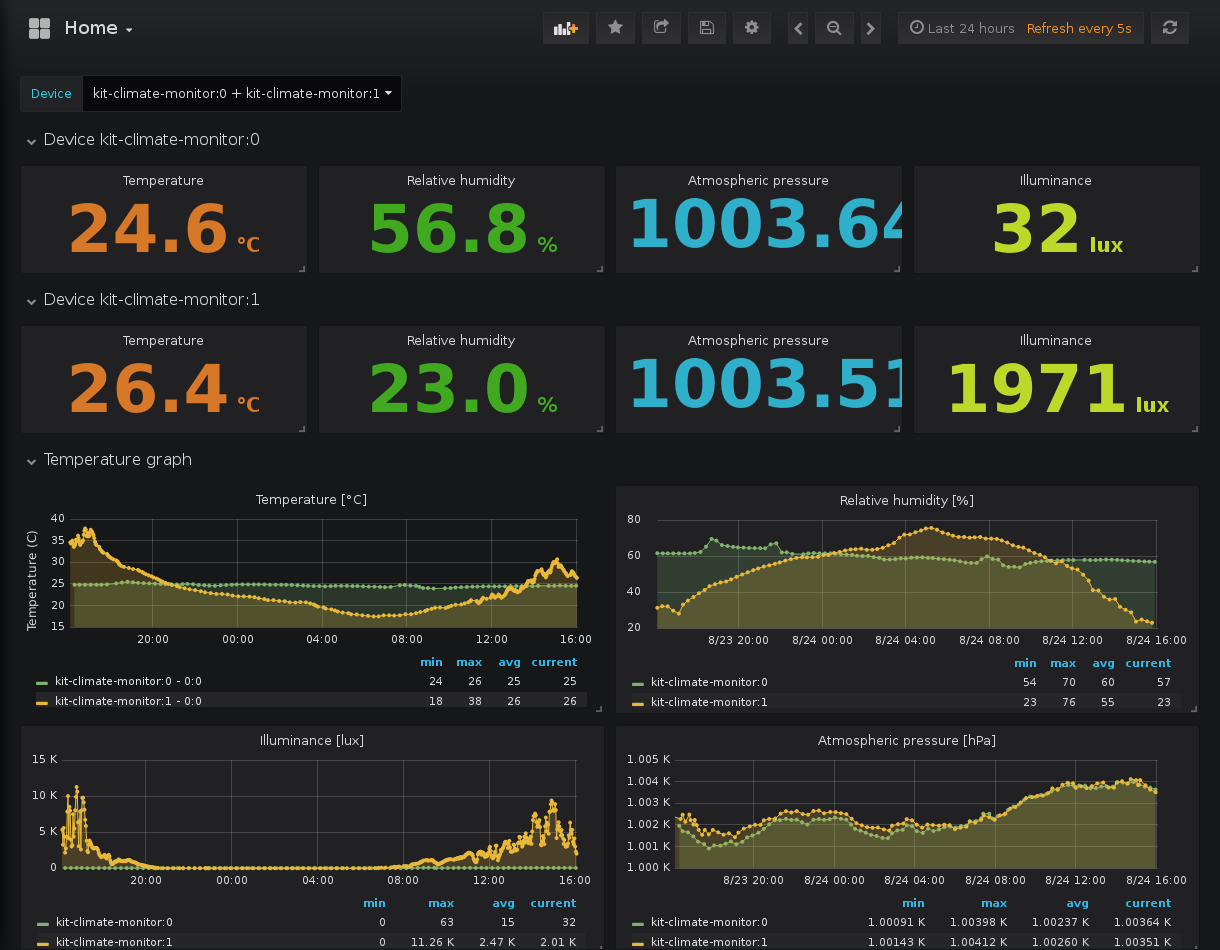 Home
Last 24 hours Refresh every 5s
Device kit-climate-monitor:0 + kit-climate-monitor:1
Device kit-climate-monitor:0
Temperature Relative humidity Atmospheric pressure Illuminance
24.6 °C 56.8 % 1003.64 32 lux
Device kit-climate-monitor:1
Temperature Relative humidity Atmospheric pressure Illuminance
26.4 °C 23.0 % 1003.51 1971 lux
Temperature graph
Temperature [°C]
Temperature (C)
40
35
30
25
20
15
20:00 00:00 04:00 08:00 12:00 16:00
min max avg current
kit-climate-monitor:0 - 0:0 24 26 25 25
kit-climate-monitor:1 - 0:0 18 38 26 26
Relative humidity [%]
80
60
40
20
8/23 20:00 8/24 00:00 8/24 04:00 8/24 08:00 8/24 12:00 8/24 16:00
min max avg current
kit-climate-monitor:0 54 70 60 57
kit-climate-monitor:1 23 76 55 23
Illuminance [lux]
15 K
10 K
5 K
0
20:00 00:00 04:00 08:00 12:00 16:00
min max avg current
kit-climate-monitor:0 0 63 15 32
kit-climate-monitor:1 0 11.26 K 2.47 K 2.01 K
Atmospheric pressure [hPa]
1.005 K
1.004 K
1.003 K
1.002 K
1.001 K
1.000 K
8/23 20:00 8/24 00:00 8/24 04:00 8/24 08:00 8/24 12:00 8/24 16:00
min max avg current
kit-climate-monitor:0 1.00091 K 1.00398 K 1.00237 K 1.00364 K
kit-climate-monitor:1 1.00143 K 1.00412 K 1.00260 K 1.00351 K